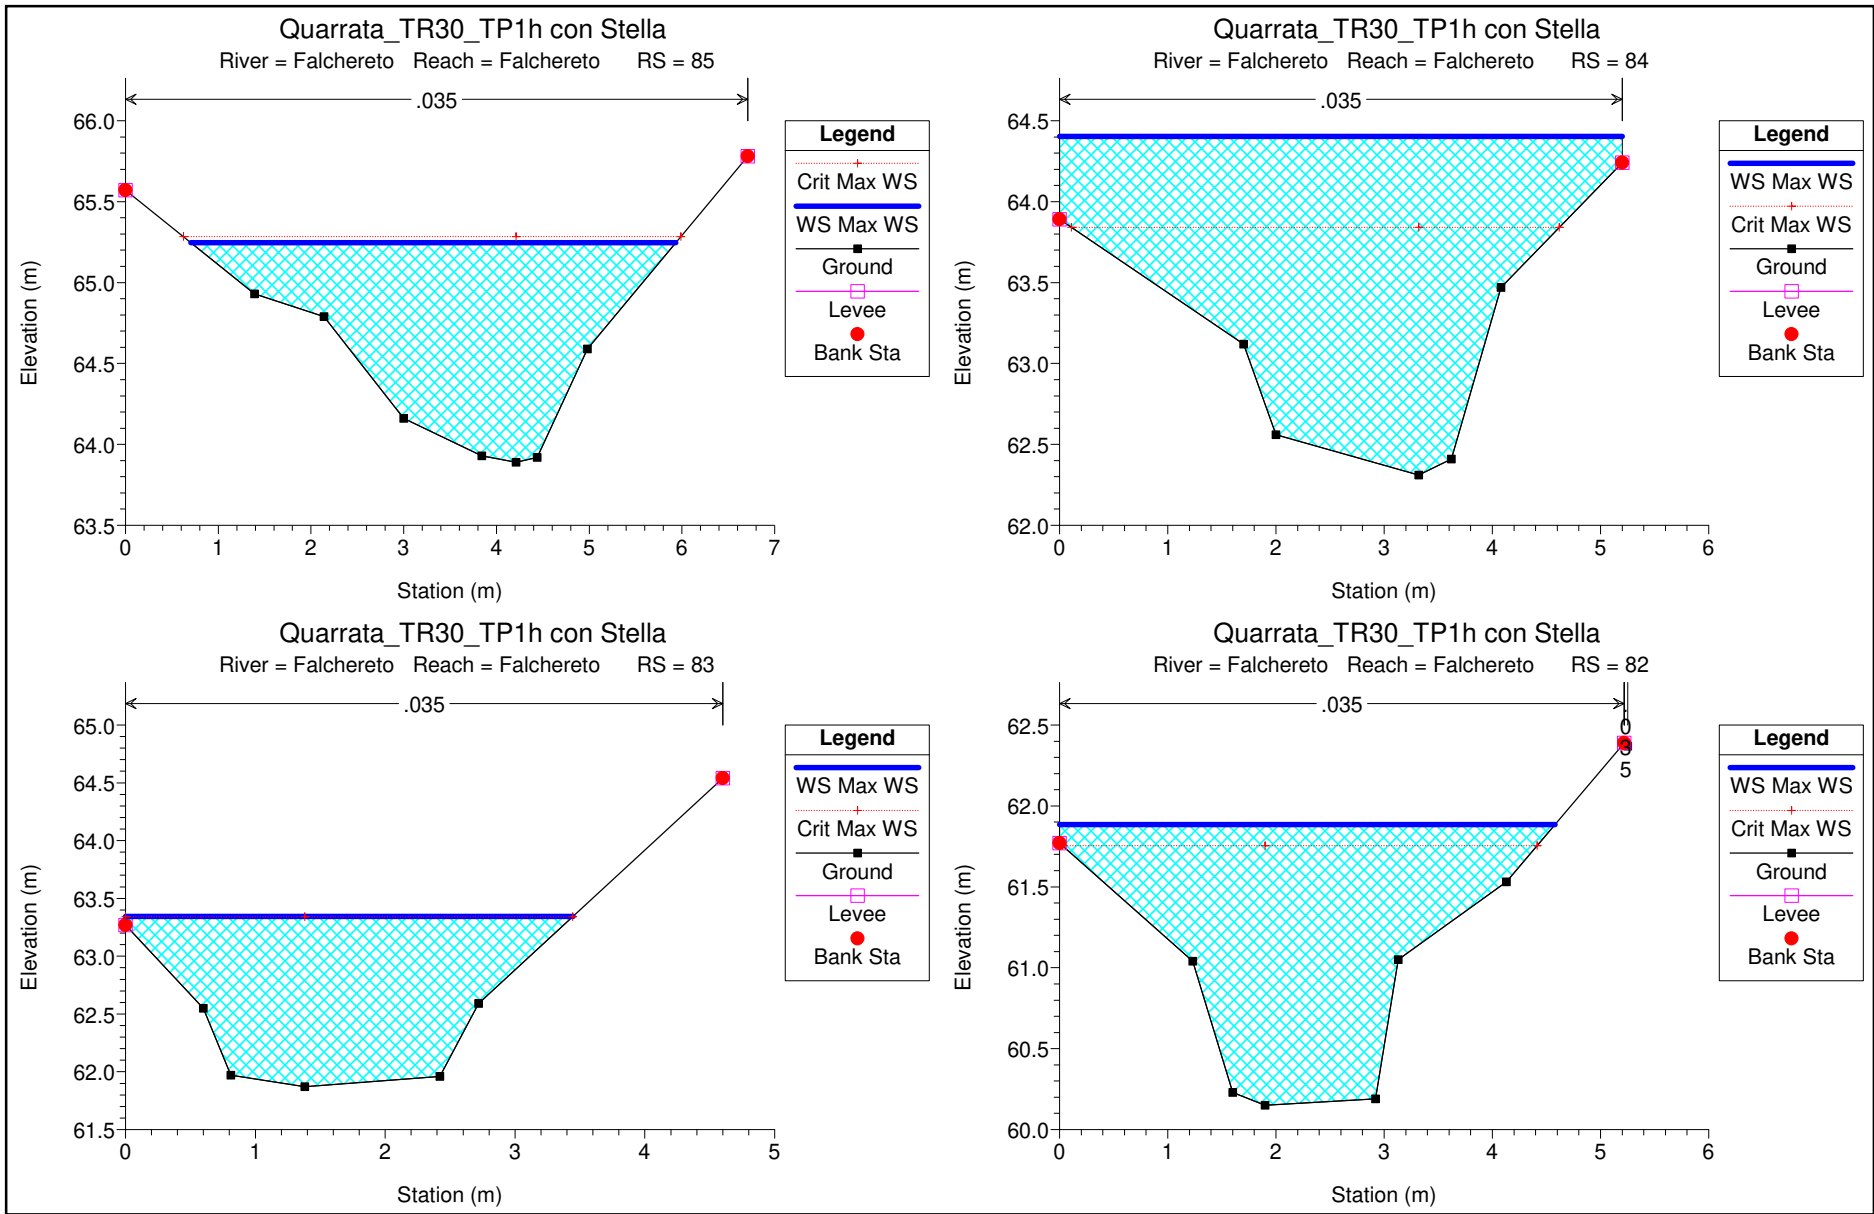 Quarrata_TR30_TP1h con Stella
River = Falchereto Reach = Falchereto RS = 85
.035
66.0
65.5
65.0
64.5
64.0
63.5
Elevation (m)
0 1 2 3 4 5 6 7
Station (m)
Legend
Crit Max WS
WS Max WS
Ground
Levee
Bank Sta
Quarrata_TR30_TP1h con Stella
River = Falchereto Reach = Falchereto RS = 84
.035
64.5
64.0
63.5
63.0
62.5
62.0
Elevation (m)
0 1 2 3 4 5 6
Station (m)
Legend
WS Max WS
Crit Max WS
Ground
Levee
Bank Sta
Quarrata_TR30_TP1h con Stella
River = Falchereto Reach = Falchereto RS = 83
.035
65.0
64.5
64.0
63.5
63.0
62.5
62.0
61.5
Elevation (m)
0 1 2 3 4 5
Station (m)
Legend
WS Max WS
Crit Max WS
Ground
Levee
Bank Sta
Quarrata_TR30_TP1h con Stella
River = Falchereto Reach = Falchereto RS = 82
.035
.
0
3
5
62.5
62.0
61.5
61.0
60.5
60.0
Elevation (m)
0 1 2 3 4 5 6
Station (m)
Legend
WS Max WS
Crit Max WS
Ground
Levee
Bank Sta